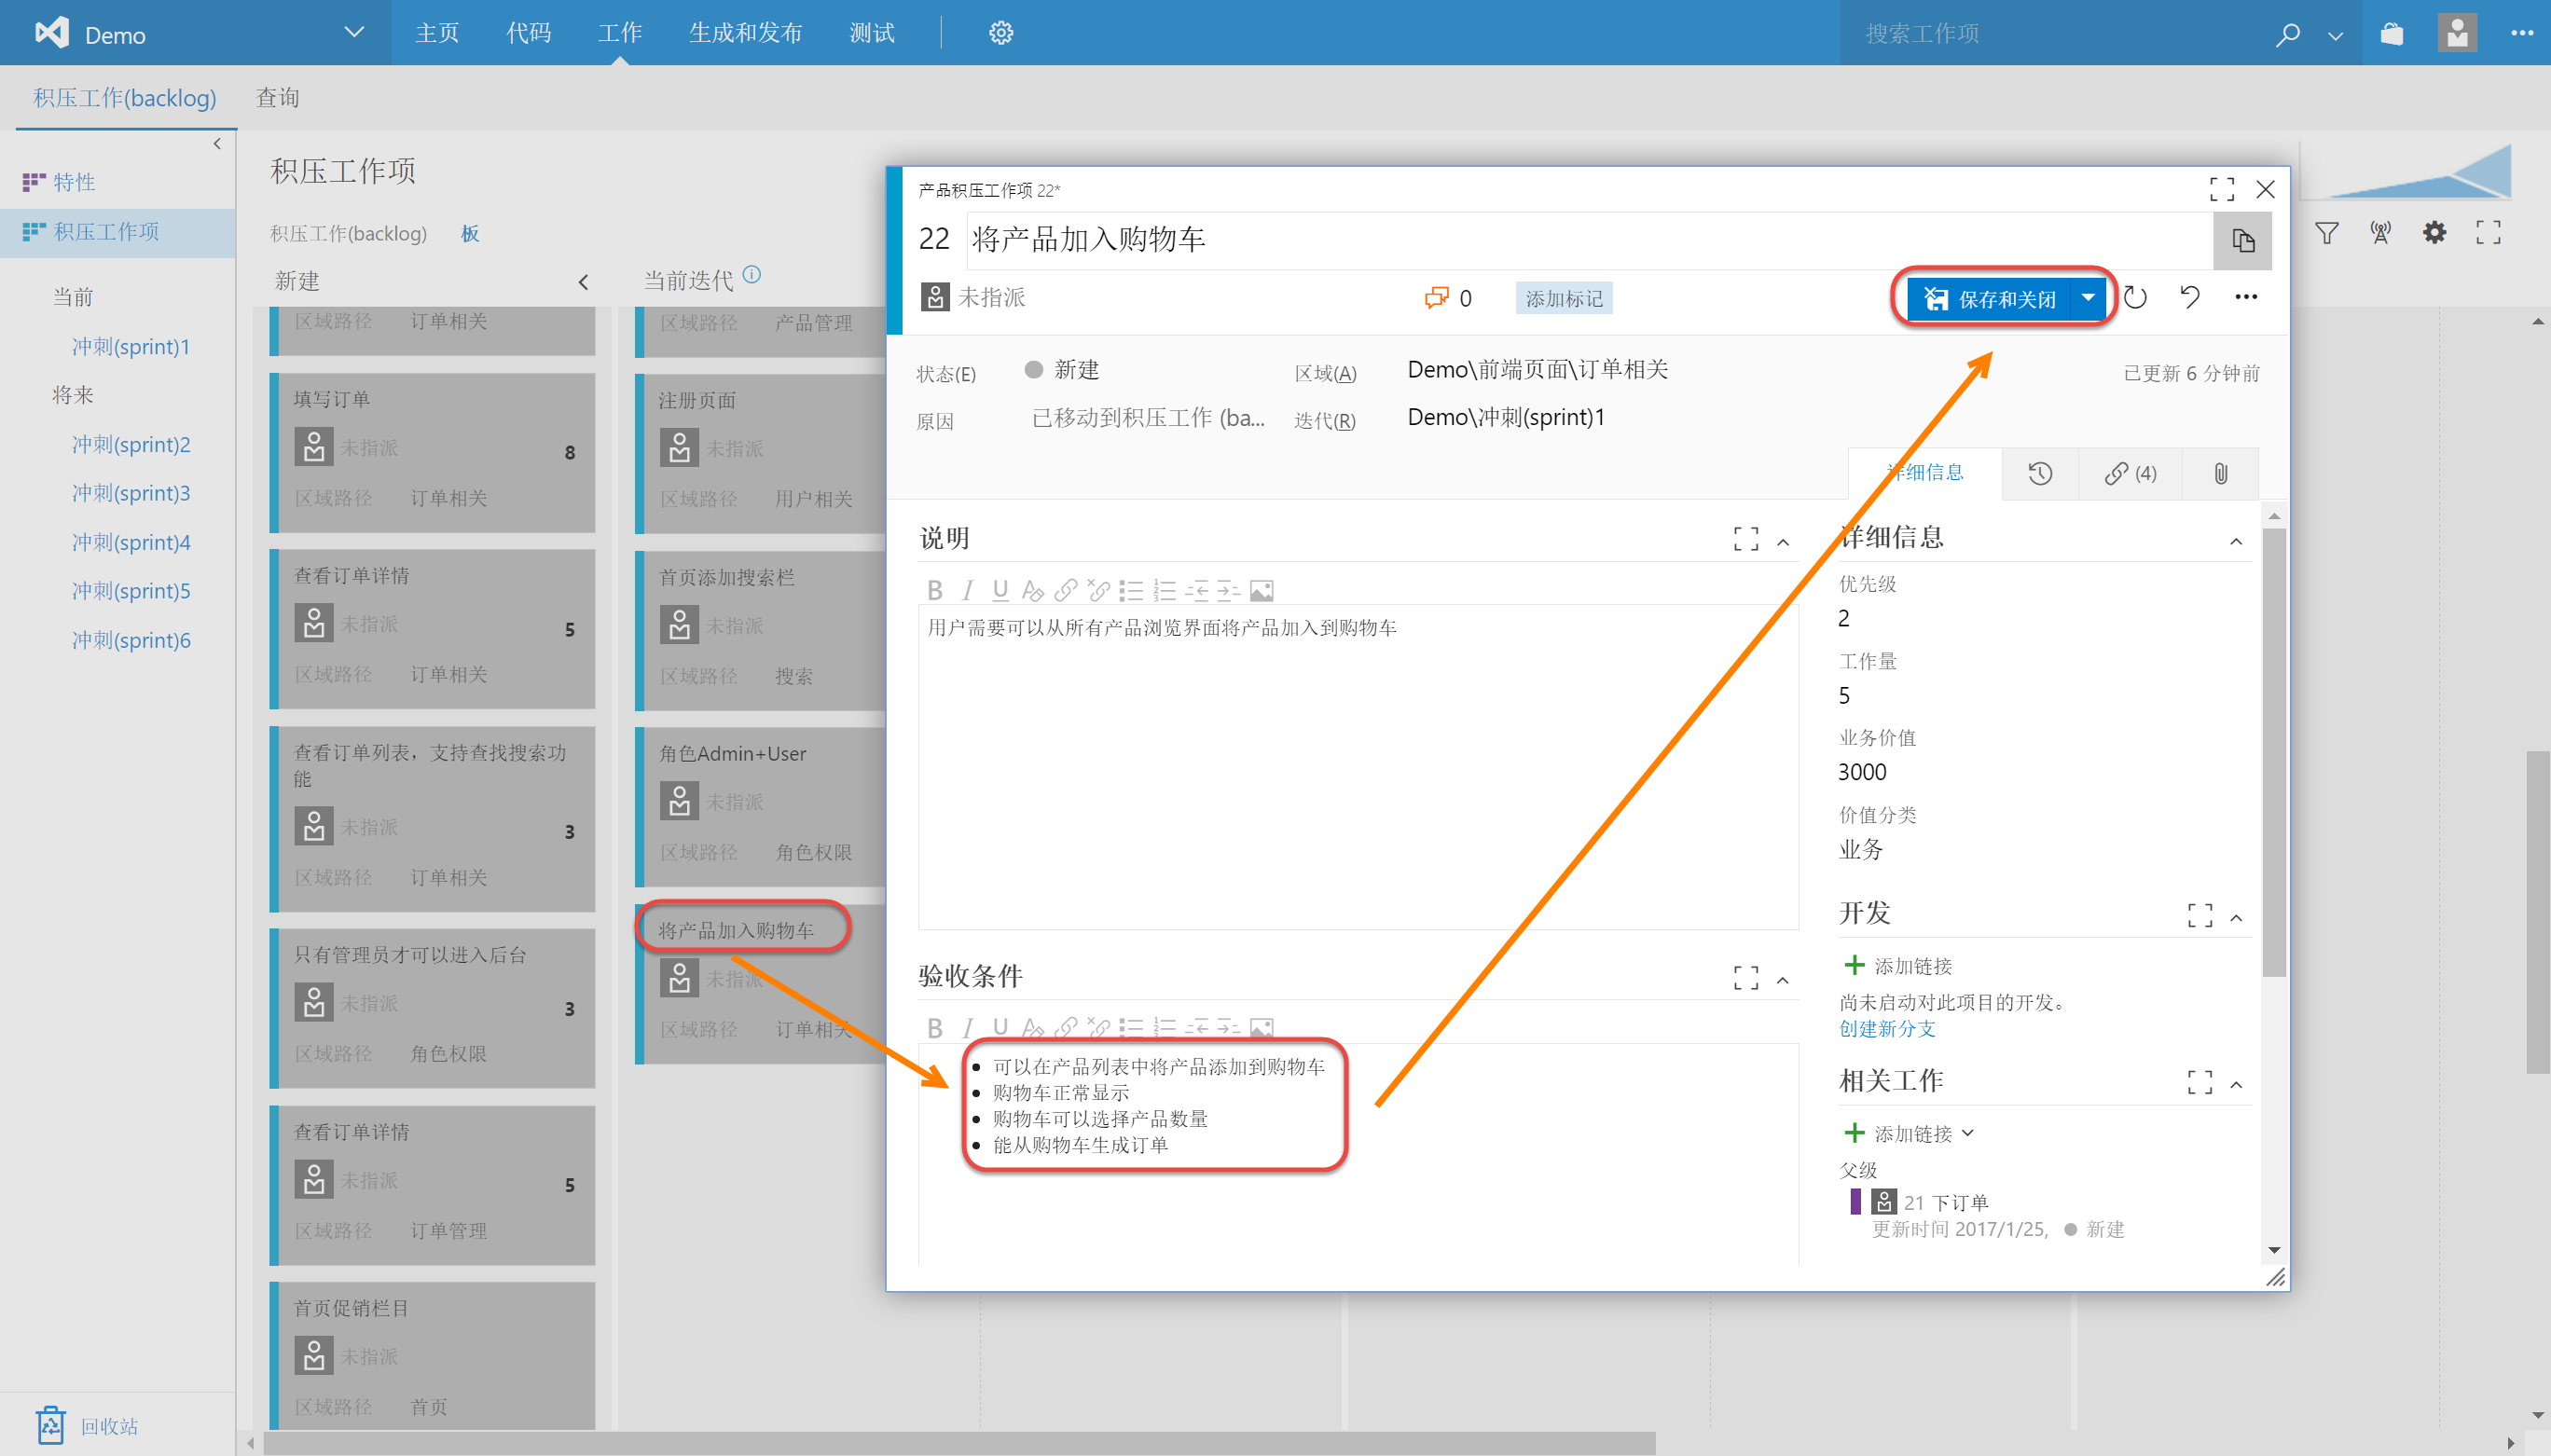 Demo
主页
代码
工作
生成和发布
测试
搜索工作项
积压工作(backlog)
查询
特性
积压工作项
当前
冲刺(sprint)1
将来
冲刺(sprint)2
冲刺(sprint)3
冲刺(sprint)4
冲刺(sprint)5
冲刺(sprint)6
回收站
积压工作项
积压工作(backlog)
板
新建
区域路径 订单相关
填写订单
未指派
8
区域路径 订单相关
查看订单详情
未指派
5
区域路径 订单相关
查看订单列表，支持查找搜索功
能
未指派
3
区域路径 订单相关
只有管理员才可以进入后台
未指派
3
区域路径 角色权限
查看订单详情
未指派
5
区域路径 订单管理
首页促销栏目
未指派
区域路径 首页
当前迭代
区域路径 产品管理
注册页面
未指派
区域路径 用户相关
首页添加搜索栏
未指派
区域路径 搜索
角色Admin+User
未指派
区域路径 角色权限
将产品加入购物车
未指派
区域路径 订单相关
产品积压工作项 22*
22 将产品加入购物车
未指派
0
添加标记
保存和关闭
状态(E)
新建
区域(A)
Demo\前端页面\订单相关
已更新 6 分钟前
原因
已移动到积压工作 (ba...
迭代(R)
Demo\冲刺(sprint)1
详细信息
(4)
说明
B I U
用户需要可以从所有产品浏览界面将产品加入到购物车
验收条件
B I U
• 可以在产品列表中将产品添加到购物车
• 购物车正常显示
• 购物车可以选择产品数量
• 能从购物车生成订单
详细信息
优先级
2
工作量
5
业务价值
3000
价值分类
业务
开发
添加链接
尚未启动对此项目的开发。
创建新分支
相关工作
添加链接
父级
21 下订单
更新时间 2017/1/25,
新建